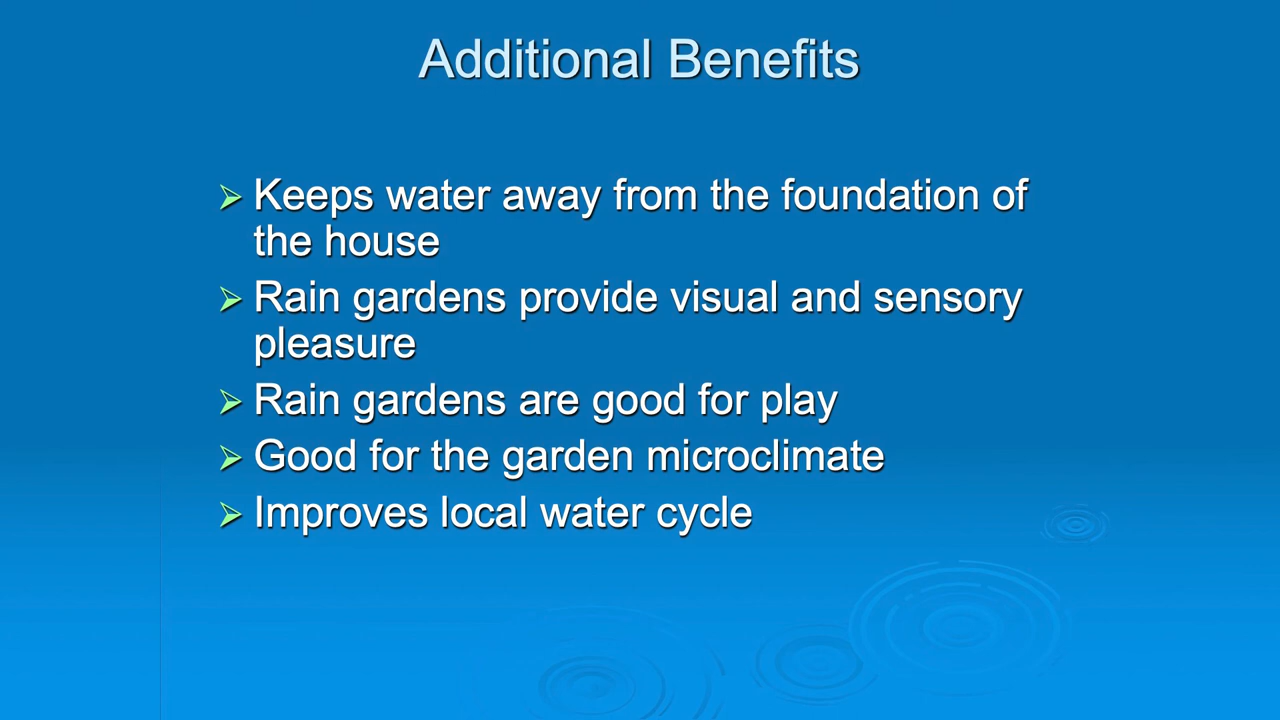 Additional Benefits
Keeps water away from the foundation of
the house
Rain gardens provide visual and sensory
pleasure
Rain gardens are good for play
Good for the garden microclimate
Improves local water cycle